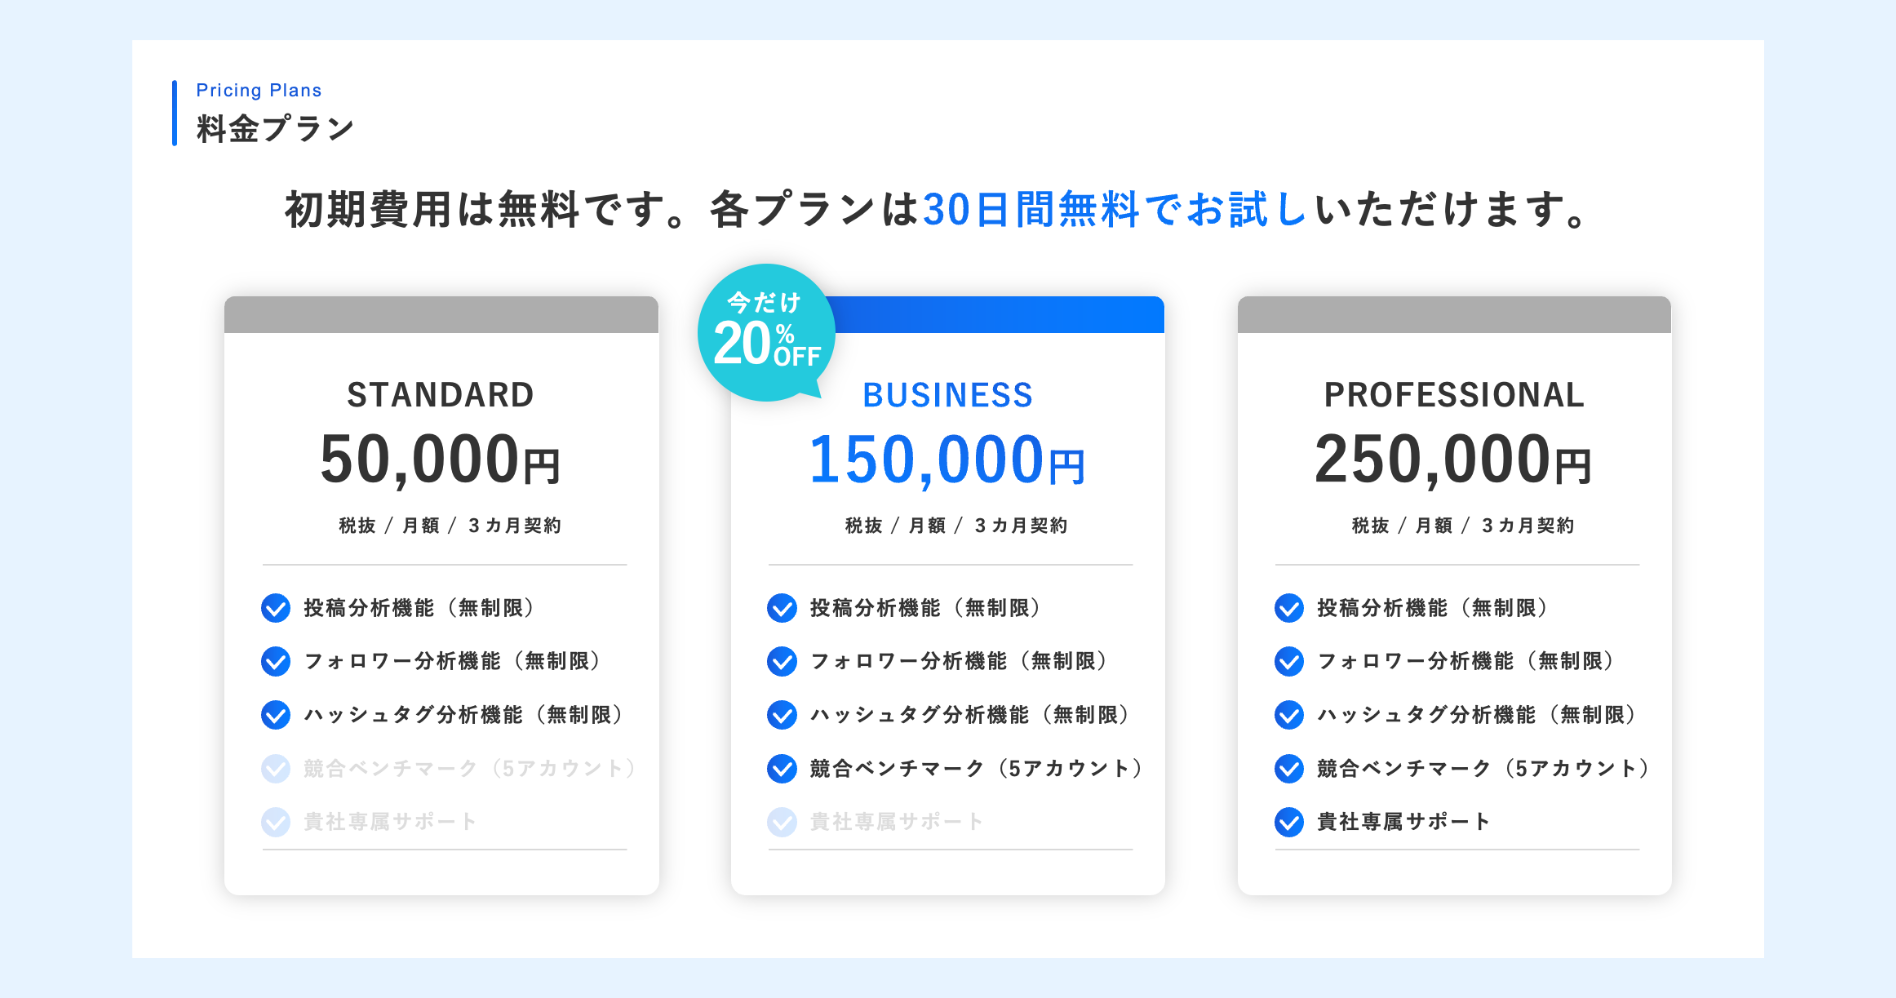 Pricing Plans
料金プラン
初期費用は無料です。各プランは30日間無料でお試しいただけます。
STANDARD
50,000円
税抜 / 月額 / 3カ月契約
投稿分析機能（無制限）
フォロワー分析機能（無制限）
ハッシュタグ分析機能（無制限）
競合ベンチマーク（5アカウント）
貴社専属サポート
今だけ
20%OFF
BUSINESS
150,000円
税抜 / 月額 / 3カ月契約
投稿分析機能（無制限）
フォロワー分析機能（無制限）
ハッシュタグ分析機能（無制限）
競合ベンチマーク（5アカウント）
貴社専属サポート
PROFESSIONAL
250,000円
税抜 / 月額 / 3カ月契約
投稿分析機能（無制限）
フォロワー分析機能（無制限）
ハッシュタグ分析機能（無制限）
競合ベンチマーク（5アカウント）
貴社専属サポート